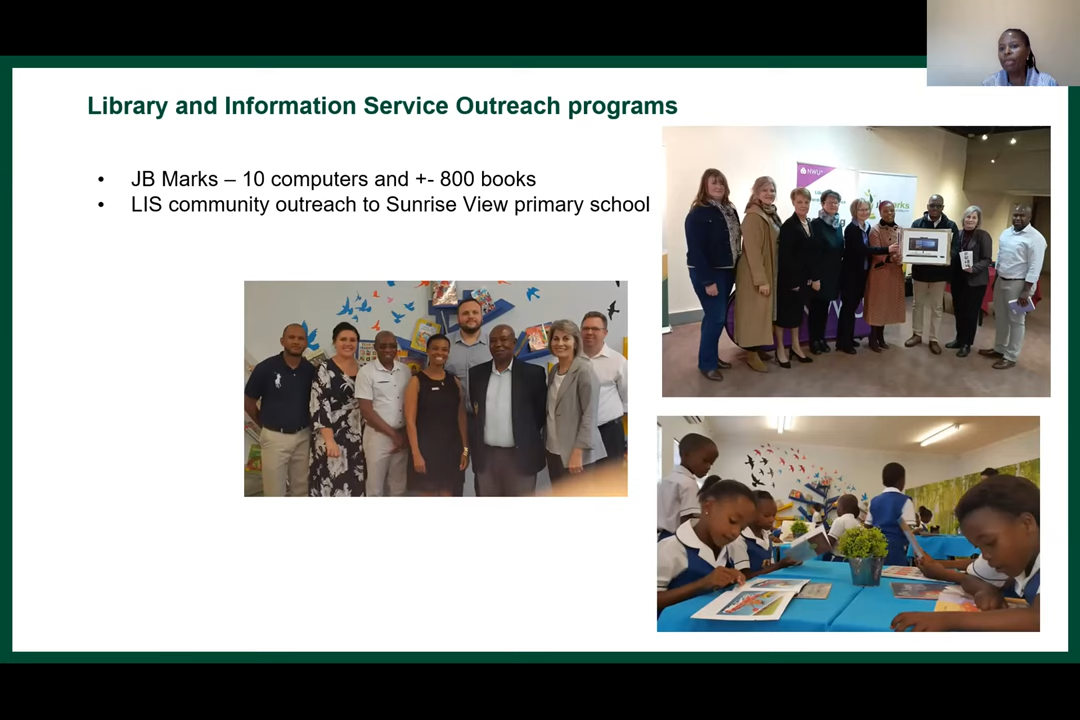 Library and Information Service Outreach programs
• JB Marks – 10 computers and +- 800 books
• LIS community outreach to Sunrise View primary school
NWU